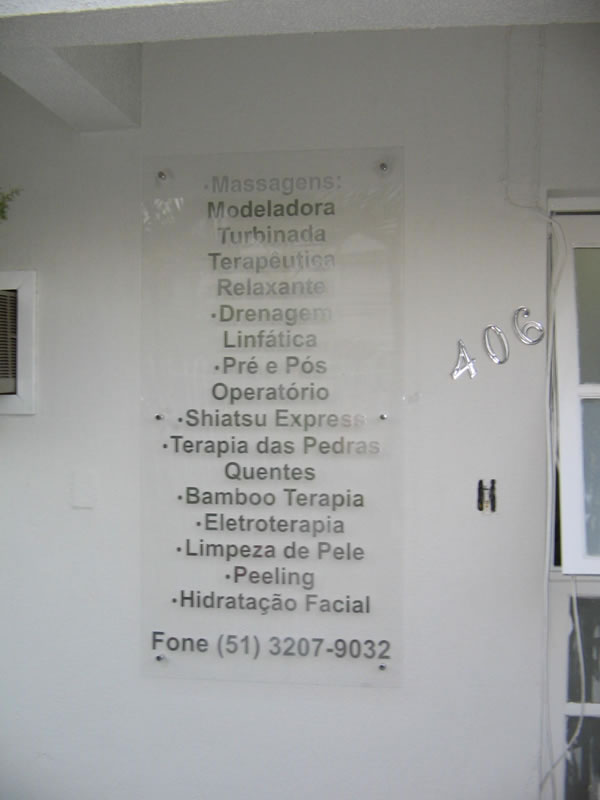 ·Massagens:
Modeladora
Turbinada
Terapêutica
Relaxante
·Drenagem
Linfática
·Pré e Pós
Operatório
·Shiatsu Express
·Terapia das Pedras
Quentes
·Bamboo Terapia
·Eletroterapia
·Limpeza de Pele
·Peeling
·Hidratação Facial
Fone (51) 3207-9032
406
H